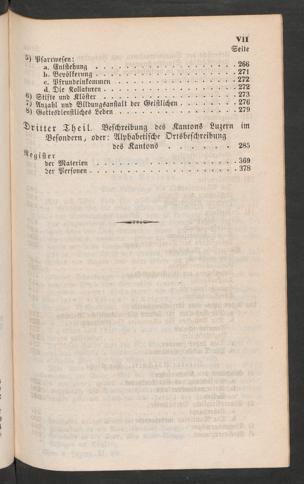 VII
Seite
5) Pfarrwesen:
a. Entstehung . . . . . . . . 266
b. Bevölkerung . . . . . . . . 271
c. Pfrundeinkommen . . . . . . . . 272
d. Die Kollaturen . . . . . . . . 272
6) Stifte und Klöster . . . . . . . . 273
7) Anzahl und Bildungsanstalt der Geistlichen . . . . . 276
8) Gottesdienstliches Leben . . . . . . . . 279
Dritter Theil. Beschreibung des Kantons Luzern im
Besondern, oder: Alphabetische Ortsbeschreibung
des Kantons . . . . . . 285
Register
der Materien . . . . . . . . 369
der Personen . . . . . . . . 378